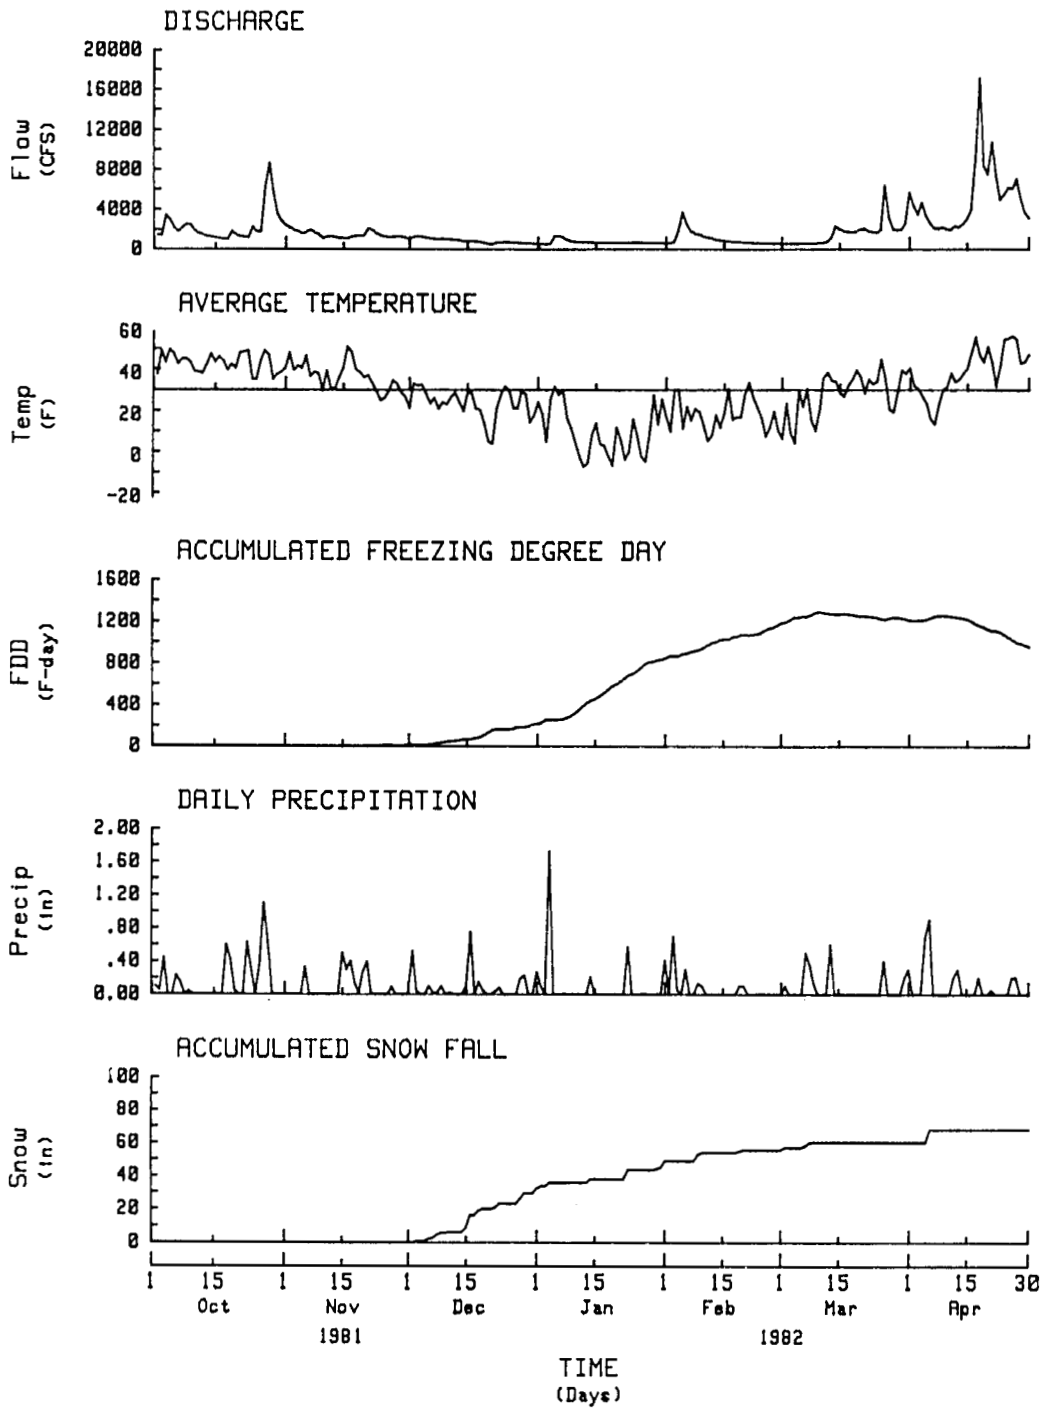 DISCHARGE
20000
16000
12000
8000
4000
0
Flow
(CFS)
AVERAGE TEMPERATURE
60
40
20
0
-20
Temp
(F)
ACCUMULATED FREEZING DEGREE DAY
1600
1200
800
400
0
FDD
(F-day)
DAILY PRECIPITATION
2.00
1.60
1.20
.80
.40
0.00
Precip
(in)
ACCUMULATED SNOW FALL
100
80
60
40
20
0
Snow
(in)
1 15 1 15 1 15 1 15 1 15 1 15 1 15 30
Oct Nov Dec Jan Feb Mar Apr
1981 1982
TIME
(Days)